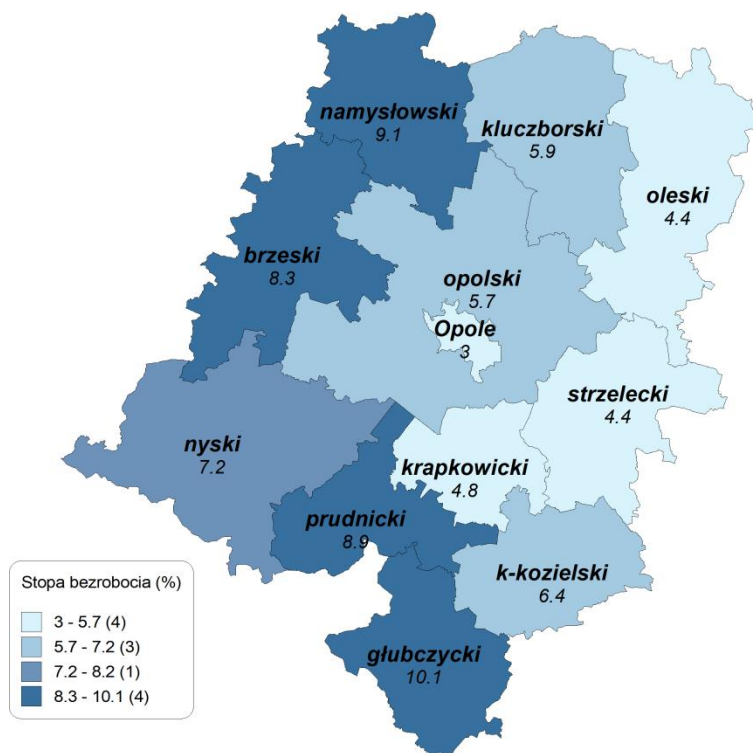 namysłowski
9.1
kluczborski
5.9
oleski
4.4
brzeski
8.3
opolski
5.7
Opole
3
strzelecki
4.4
nyski
7.2
krapkowicki
4.8
prudnicki
8.9
k-kozielski
6.4
głubczycki
10.1
Stopa bezrobocia (%)
3 - 5.7 (4)
5.7 - 7.2 (3)
7.2 - 8.2 (1)
8.3 - 10.1 (4)